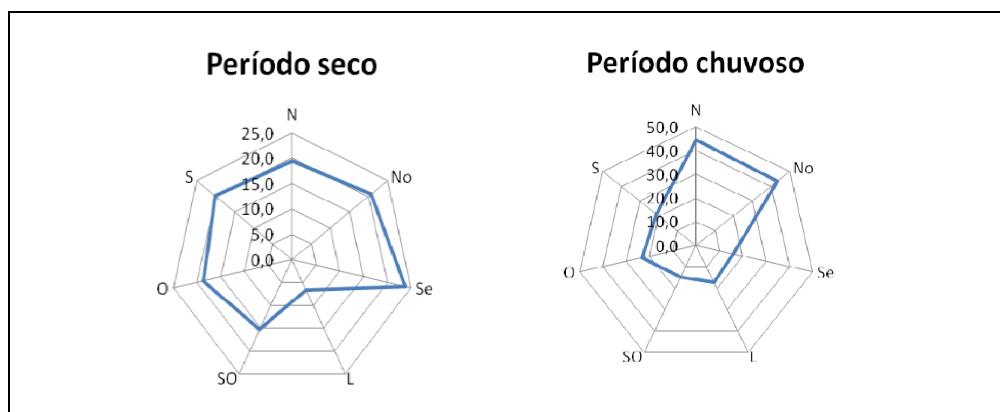 Período seco
N
25,0
20,0
15,0
10,0
5,0
0,0
S
No
O
Se
SO
L
Período chuvoso
N
50,0
40,0
30,0
20,0
10,0
0,0
S
No
O
Se
SO
L